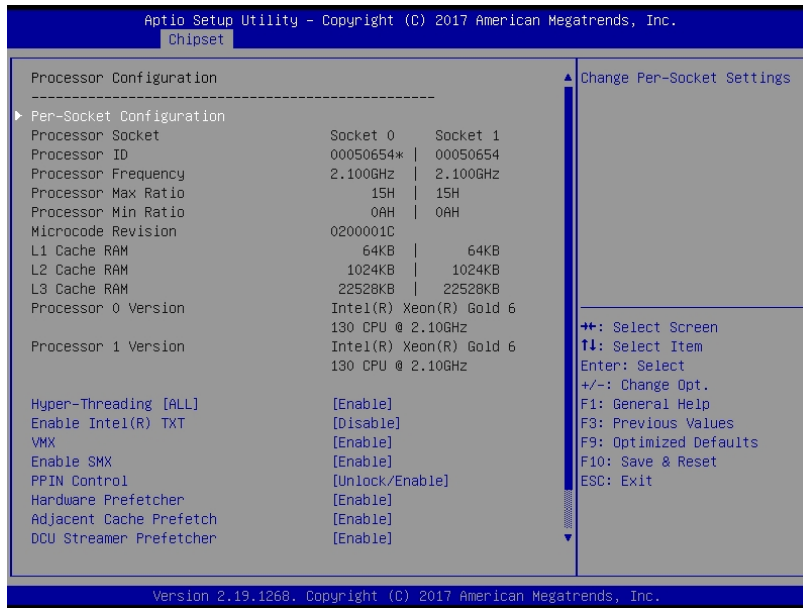 Aptio Setup Utility – Copyright (C) 2017 American Megatrends, Inc.
Chipset
Processor Configuration
--------------------------------------------------
Per-Socket Configuration
Processor Socket Socket 0 Socket 1
Processor ID 00050654* | 00050654
Processor Frequency 2.100GHz | 2.100GHz
Processor Max Ratio 15H | 15H
Processor Min Ratio 0AH | 0AH
Microcode Revision 0200001C
L1 Cache RAM 64KB | 64KB
L2 Cache RAM 1024KB | 1024KB
L3 Cache RAM 22528KB | 22528KB
Processor 0 Version Intel(R) Xeon(R) Gold 6
130 CPU @ 2.10GHz
Processor 1 Version Intel(R) Xeon(R) Gold 6
130 CPU @ 2.10GHz
Hyper-Threading [ALL] [Enable]
Enable Intel(R) TXT [Disable]
VMX [Enable]
Enable SMX [Enable]
PPIN Control [Unlock/Enable]
Hardware Prefetcher [Enable]
Adjacent Cache Prefetch [Enable]
DCU Streamer Prefetcher [Enable]
Change Per-Socket Settings
→←: Select Screen
↑↓: Select Item
Enter: Select
+/-: Change Opt.
F1: General Help
F3: Previous Values
F9: Optimized Defaults
F10: Save & Reset
ESC: Exit
Version 2.19.1268. Copyright (C) 2017 American Megatrends, Inc.